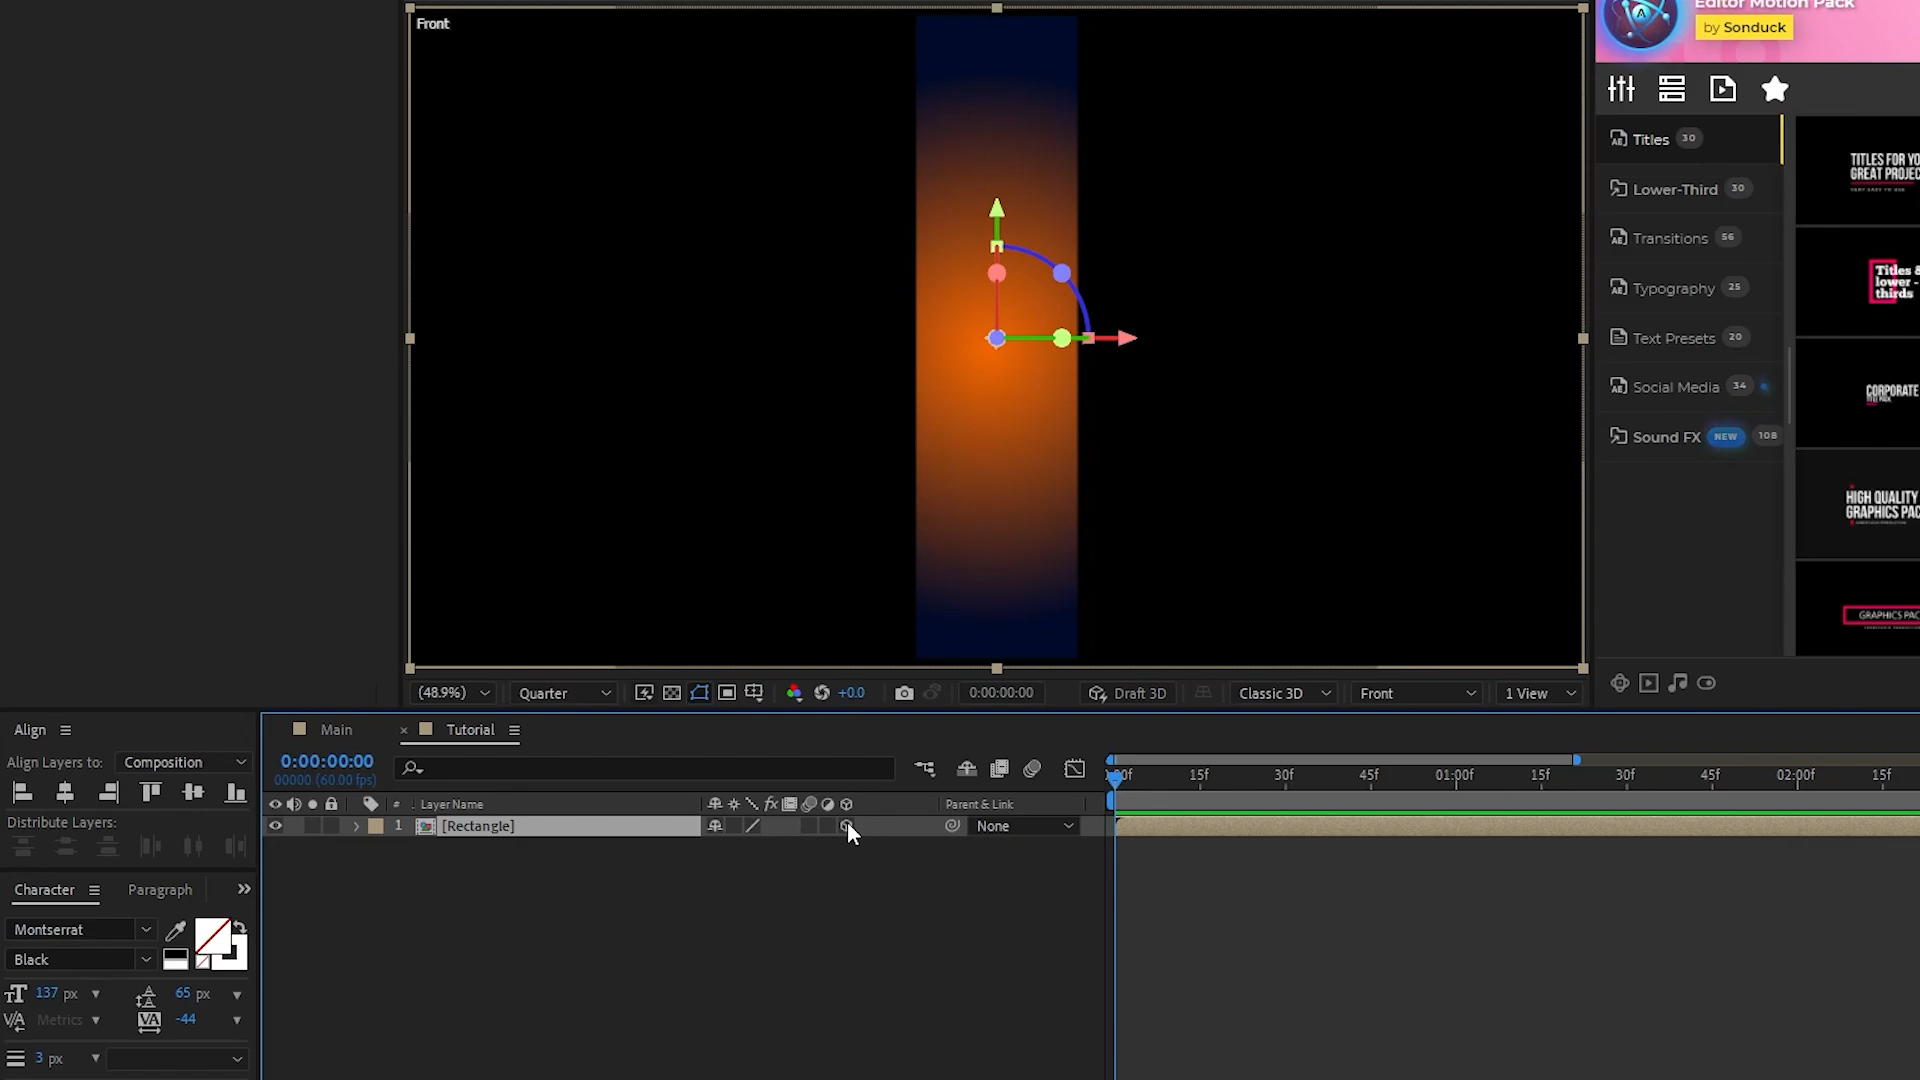 Front
Editor Motion Pack
by Sonduck
Titles 30
Lower-Third 30
Transitions 56
Typography 25
Text Presets 20
Social Media 34
Sound FX NEW 108
TITLES FOR YO
GREAT PROJEC
Titles &
lower -
thirds
CORPORATE
HIGH QUALITY
GRAPHICS PAC
GRAPHICS PAC
(48.9%) Quarter +0.0 0:00:00:00 Draft 3D Classic 3D Front 1 View
Align
Align Layers to: Composition
Distribute Layers:
Character Paragraph
Montserrat
Black
137 px 65 px
Metrics -44
3 px
Main Tutorial
0:00:00:00
00000 (60.00 fps)
# Layer Name fx Parent & Link
1 [Rectangle] None
00f 15f 30f 45f 01:00f 15f 30f 45f 02:00f 15f